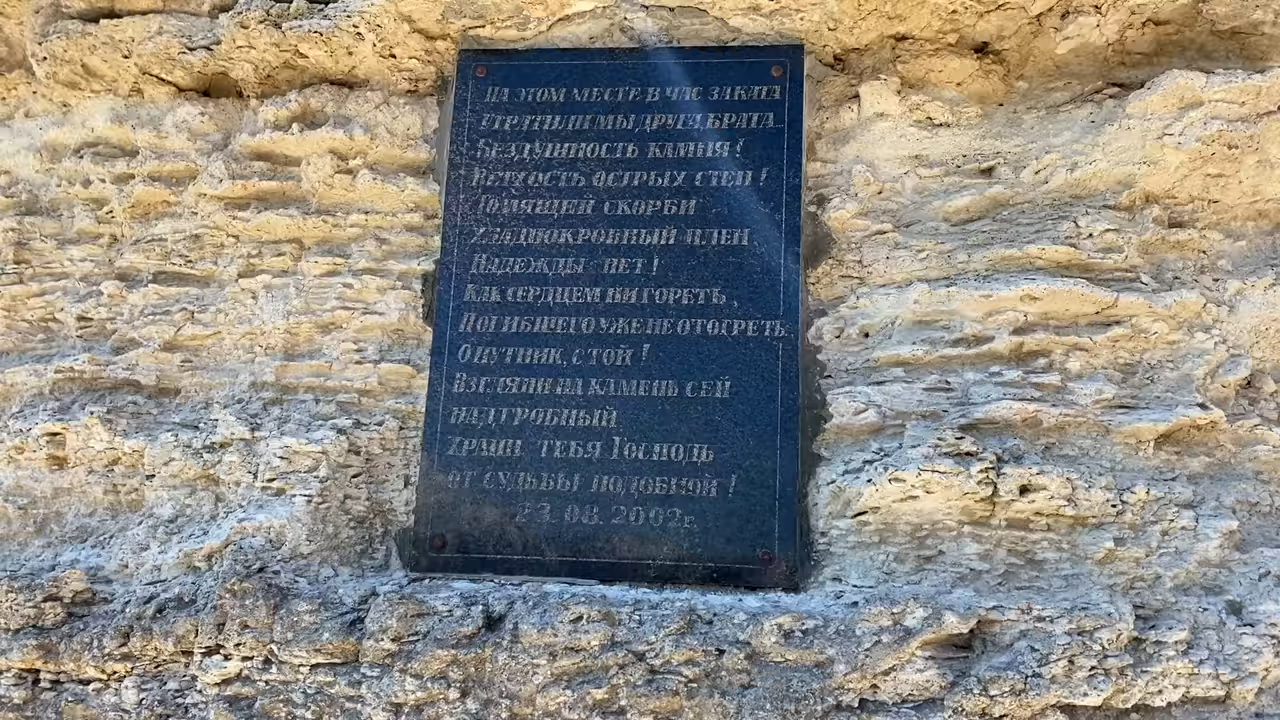 На этом месте в час заката
Утратили мы друга, брата...
Бездушность камня!
Ветхость острых стен!
Томящей скорби
Хладнокровный плен
Надежды нет!
Как сердцем ни гореть,
Погибшего уже не отогреть.
О путник, стой!
Взгляни на камень сей
надгробный
храни тебя Господь
от судьбы подобной!
23.08.2002г.